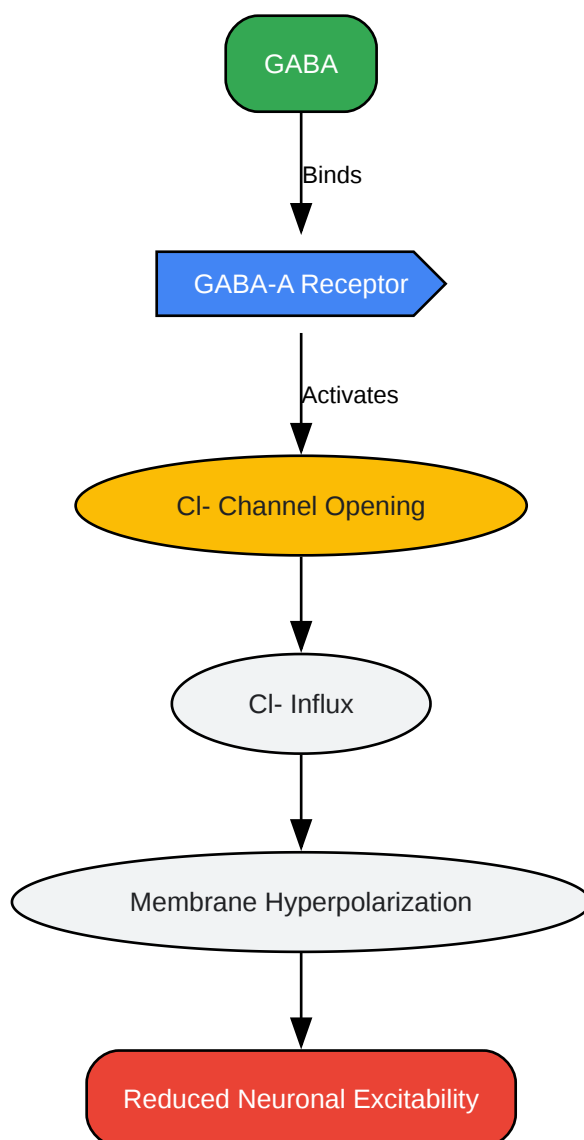 GABA
Binds
GABA-A Receptor
Activates
Cl- Channel Opening
Cl- Influx
Membrane Hyperpolarization
Reduced Neuronal Excitability